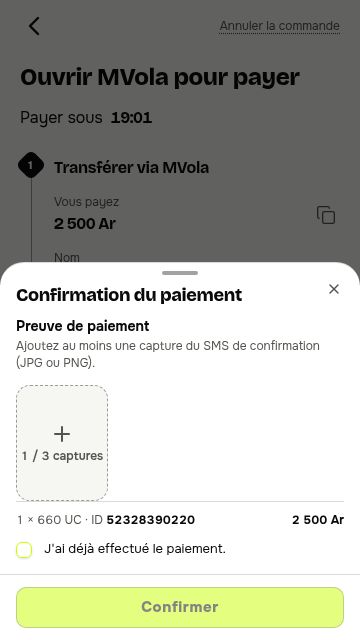 Annuler la commande
Ouvrir MVola pour payer
Payer sous 19:01
1 Transférer via MVola
Vous payez
2 500 Ar
Nom
Confirmation du paiement
Preuve de paiement
Ajoutez au moins une capture du SMS de confirmation
(JPG ou PNG).
1 / 3 captures
1 × 660 UC · ID 52328390220 2 500 Ar
J'ai déjà effectué le paiement.
Confirmer